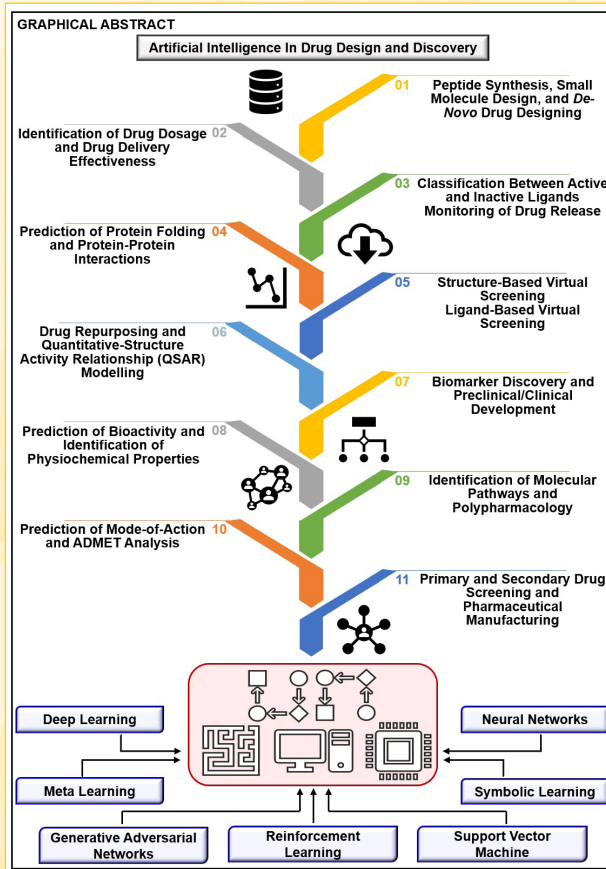 GRAPHICAL ABSTRACT
Artificial Intelligence In Drug Design and Discovery
01
Peptide Synthesis, Small
Molecule Design, and De-
Novo Drug Designing
02
Identification of Drug Dosage
and Drug Delivery
Effectiveness
03
Classification Between Active
and Inactive Ligands
Monitoring of Drug Release
04
Prediction of Protein Folding
and Protein-Protein
Interactions
05
Structure-Based Virtual
Screening
Ligand-Based Virtual
Screening
06
Drug Repurposing and
Quantitative-Structure
Activity Relationship (QSAR)
Modelling
07
Biomarker Discovery and
Preclinical/Clinical
Development
08
Prediction of Bioactivity and
Identification of
Physiochemical Properties
09
Identification of Molecular
Pathways and
Polypharmacology
10
Prediction of Mode-of-Action
and ADMET Analysis
11
Primary and Secondary Drug
Screening and
Pharmaceutical
Manufacturing
Deep Learning
Neural Networks
Meta Learning
Symbolic Learning
Generative Adversarial
Networks
Reinforcement
Learning
Support Vector
Machine